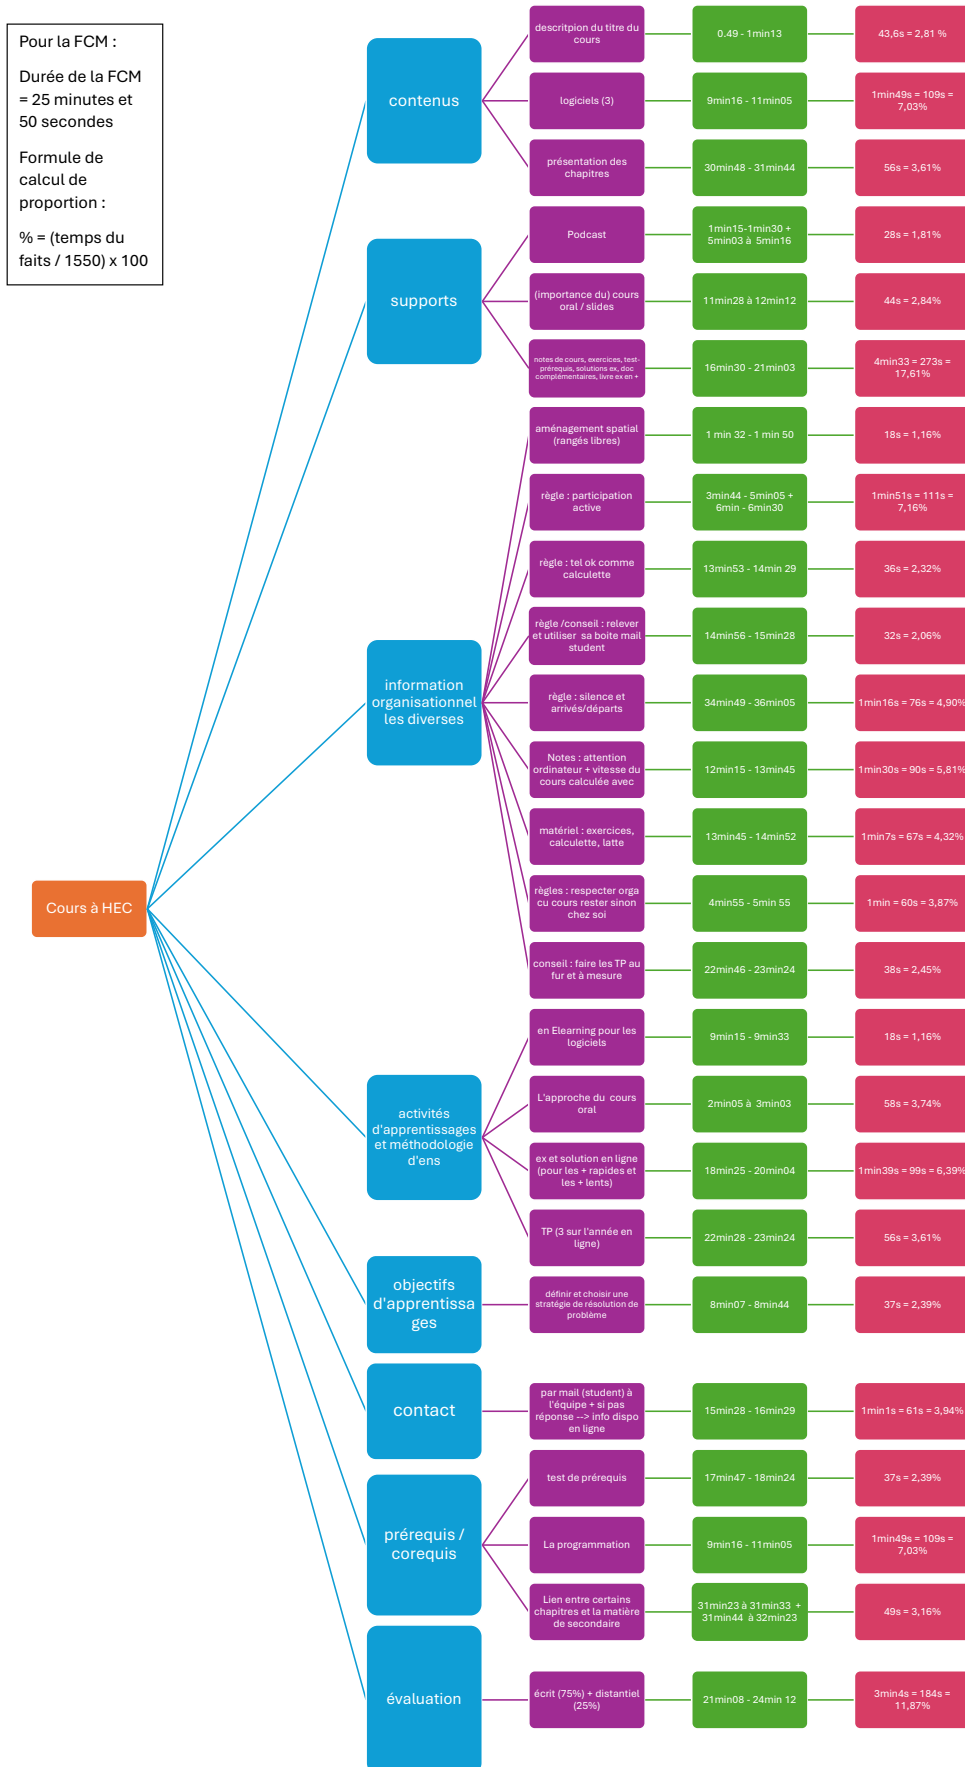 Pour la FCM :
Durée de la FCM
= 25 minutes et
50 secondes
Formule de
calcul de
proportion :
% = (temps du
faits / 1550) x 100
Cours à HEC
contenus
descritpion du titre du
cours
0.49 - 1min13
43,6s = 2,81 %
logiciels (3)
9min16 - 11min05
1min49s = 109s =
7,03%
présentation des
chapitres
30min48 - 31min44
56s = 3,61%
supports
Podcast
1min15-1min30 +
5min03 à 5min16
28s = 1,81%
(importance du) cours
oral / slides
11min28 à 12min12
44s = 2,84%
notes de cours, exercices, test-
prérequis, solutions ex, doc
complémentaires, livre ex en +
16min30 - 21min03
4min33 = 273s =
17,61%
information
organisationnel
les diverses
aménagement spatial
(rangés libres)
1 min 32 - 1 min 50
18s = 1,16%
règle : participation
active
3min44 - 5min05 +
6min - 6min30
1min51s = 111s =
7,16%
règle : tel ok comme
calculette
13min53 - 14min 29
36s = 2,32%
règle /conseil : relever
et utiliser sa boite mail
student
14min56 - 15min28
32s = 2,06%
règle : silence et
arrivés/départs
34min49 - 36min05
1min16s = 76s = 4,90%
Notes : attention
ordinateur + vitesse du
cours calculée avec
12min15 - 13min45
1min30s = 90s = 5,81%
matériel : exercices,
calculette, latte
13min45 - 14min52
1min7s = 67s = 4,32%
règles : respecter orga
cu cours rester sinon
chez soi
4min55 - 5min 55
1min = 60s = 3,87%
conseil : faire les TP au
fur et à mesure
22min46 - 23min24
38s = 2,45%
activités
d'apprentissages
et méthodologie
d'ens
en Elearning pour les
logiciels
9min15 - 9min33
18s = 1,16%
L'approche du cours
oral
2min05 à 3min03
58s = 3,74%
ex et solution en ligne
(pour les + rapides et
les + lents)
18min25 - 20min04
1min39s = 99s = 6,39%
TP (3 sur l'année en
ligne)
22min28 - 23min24
56s = 3,61%
objectifs
d'apprentissa
ges
définir et choisir une
stratégie de résolution de
problème
8min07 - 8min44
37s = 2,39%
contact
par mail (student) à
l'équipe + si pas
réponse --> info dispo
en ligne
15min28 - 16min29
1min1s = 61s = 3,94%
prérequis /
corequis
test de prérequis
17min47 - 18min24
37s = 2,39%
La programmation
9min16 - 11min05
1min49s = 109s =
7,03%
Lien entre certains
chapitres et la matière
de secondaire
31min23 à 31min33 +
31min44 à 32min23
49s = 3,16%
évaluation
écrit (75%) + distantiel
(25%)
21min08 - 24min 12
3min4s = 184s =
11,87%